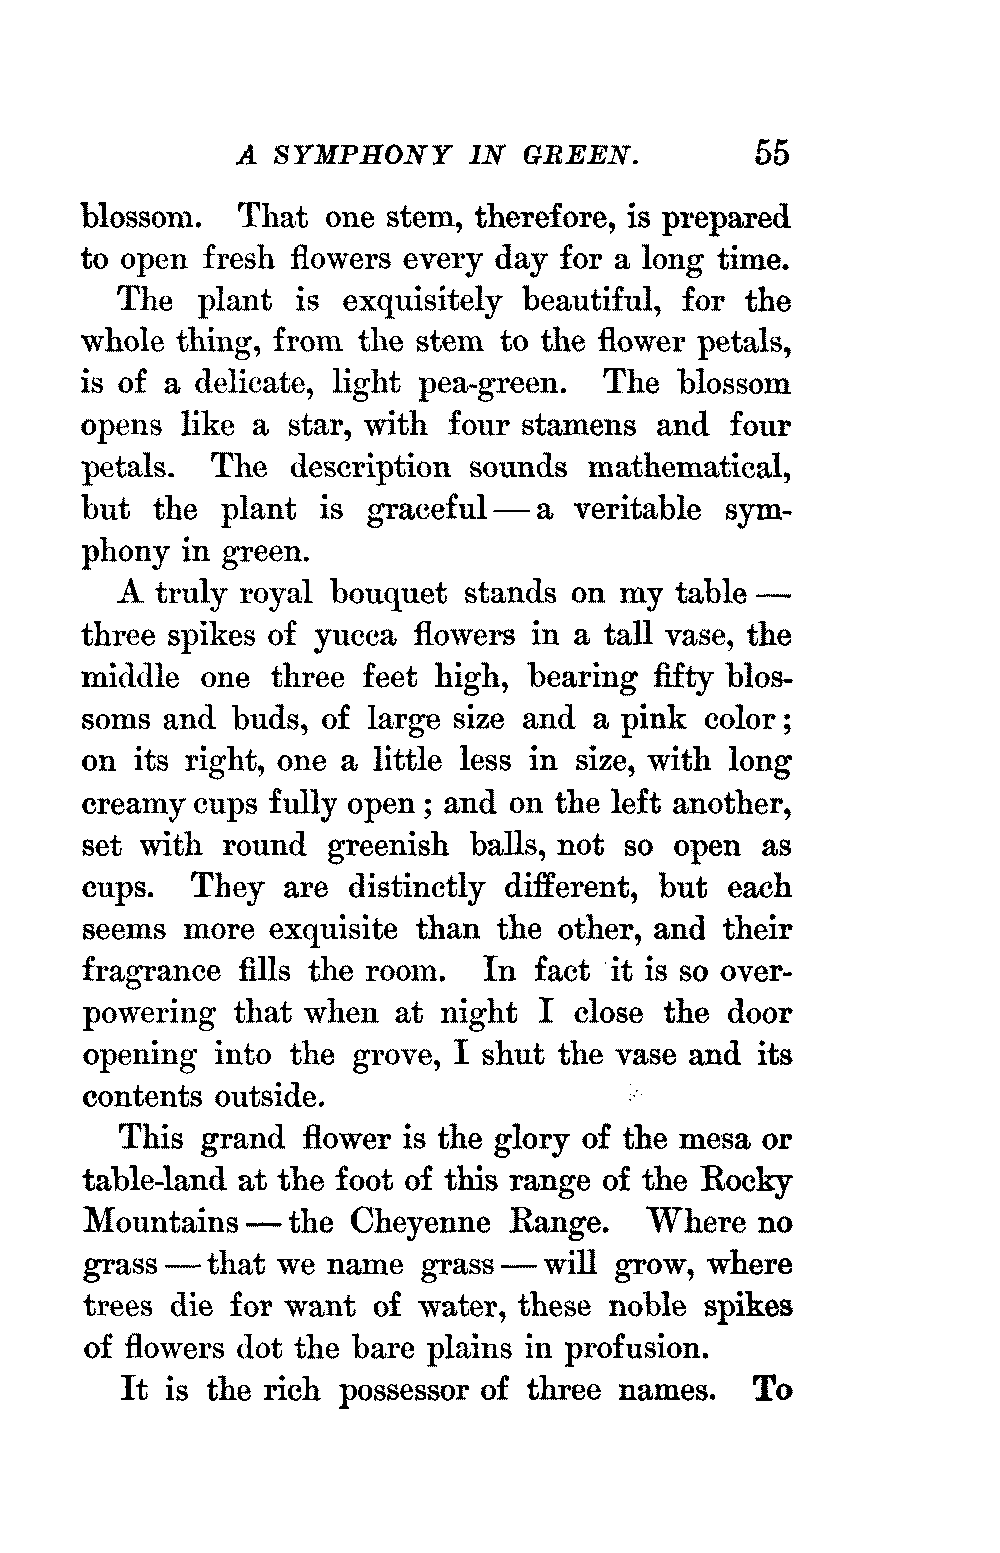 A SYMPHONY IN GREEN. 55
blossom. That one stem, therefore, is prepared
to open fresh flowers every day for a long time.
The plant is exquisitely beautiful, for the
whole thing, from the stem to the flower petals,
is of a delicate, light pea-green. The blossom
opens like a star, with four stamens and four
petals. The description sounds mathematical,
but the plant is graceful — a veritable sym-
phony in green.
A truly royal bouquet stands on my table —
three spikes of yucca flowers in a tall vase, the
middle one three feet high, bearing fifty blos-
soms and buds, of large size and a pink color;
on its right, one a little less in size, with long
creamy cups fully open; and on the left another,
set with round greenish balls, not so open as
cups. They are distinctly different, but each
seems more exquisite than the other, and their
fragrance fills the room. In fact it is so over-
powering that when at night I close the door
opening into the grove, I shut the vase and its
contents outside.
This grand flower is the glory of the mesa or
table-land at the foot of this range of the Rocky
Mountains — the Cheyenne Range. Where no
grass — that we name grass — will grow, where
trees die for want of water, these noble spikes
of flowers dot the bare plains in profusion.
It is the rich possessor of three names. To